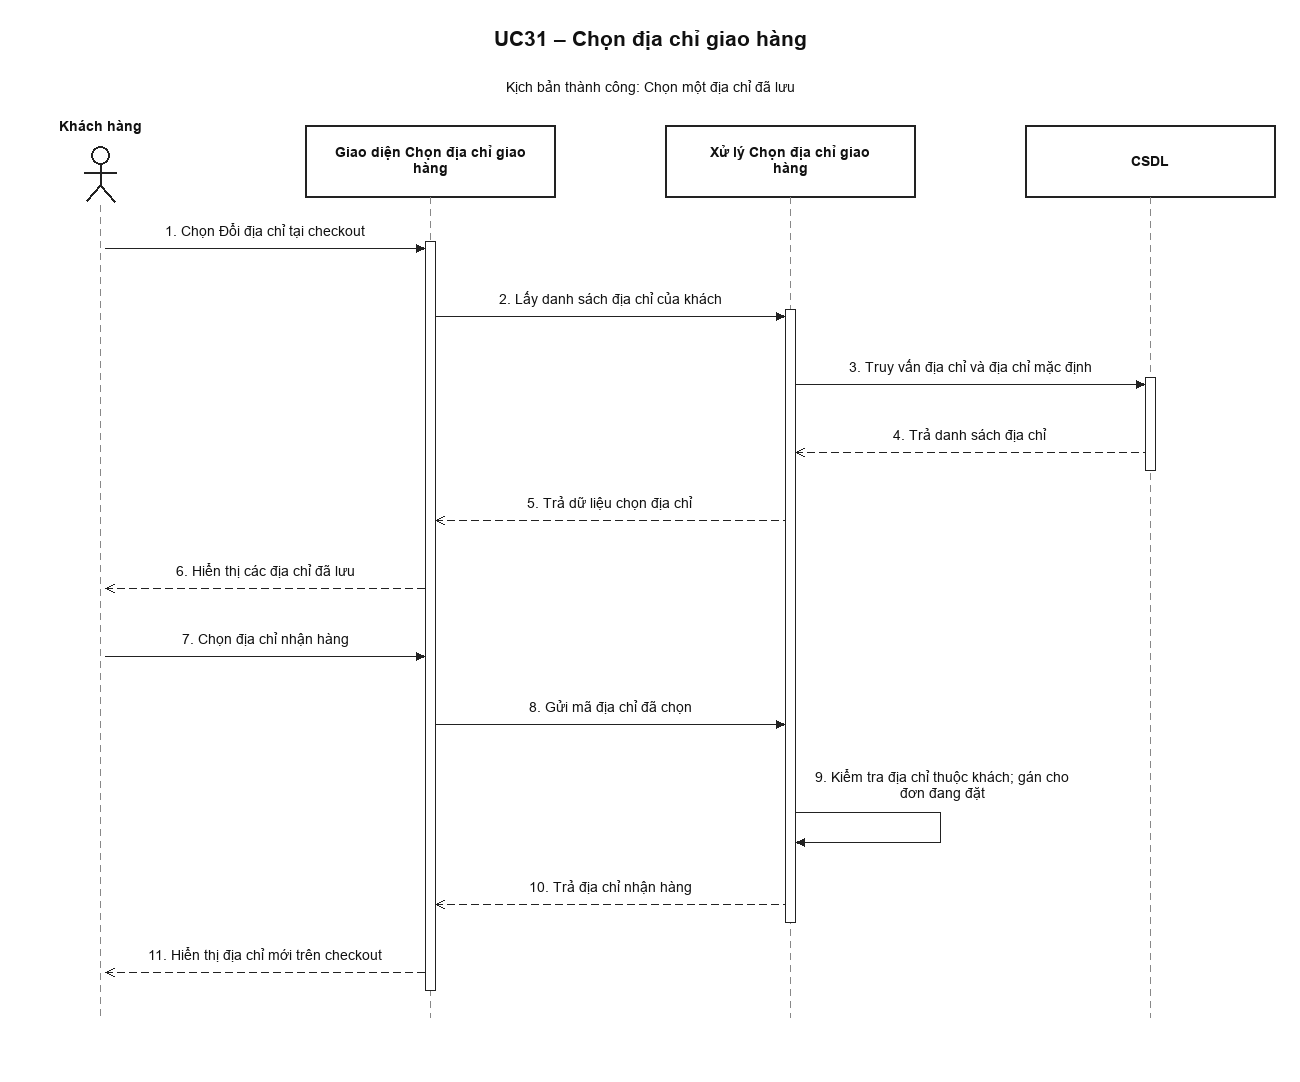 UC31 – Chọn địa chỉ giao hàng
Kịch bản thành công: Chọn một địa chỉ đã lưu
Khách hàng
Giao diện Chọn địa chỉ giao
hàng
Xử lý Chọn địa chỉ giao
hàng
CSDL
1. Chọn Đổi địa chỉ tại checkout
2. Lấy danh sách địa chỉ của khách
3. Truy vấn địa chỉ và địa chỉ mặc định
4. Trả danh sách địa chỉ
5. Trả dữ liệu chọn địa chỉ
6. Hiển thị các địa chỉ đã lưu
7. Chọn địa chỉ nhận hàng
8. Gửi mã địa chỉ đã chọn
9. Kiểm tra địa chỉ thuộc khách; gán cho
đơn đang đặt
10. Trả địa chỉ nhận hàng
11. Hiển thị địa chỉ mới trên checkout